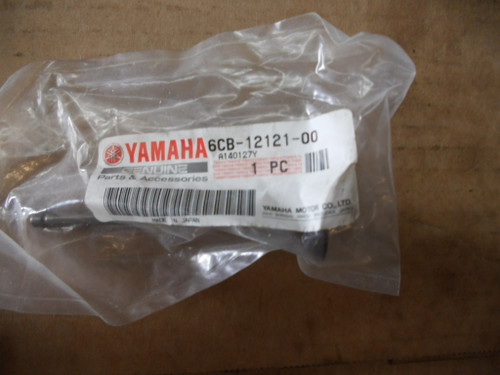 YAMAHA 6CB-12121-00
GENUINE A140127Y
Parts & Accessories 1 PC
MADE IN JAPAN
YAMAHA MOTOR CO., LTD.